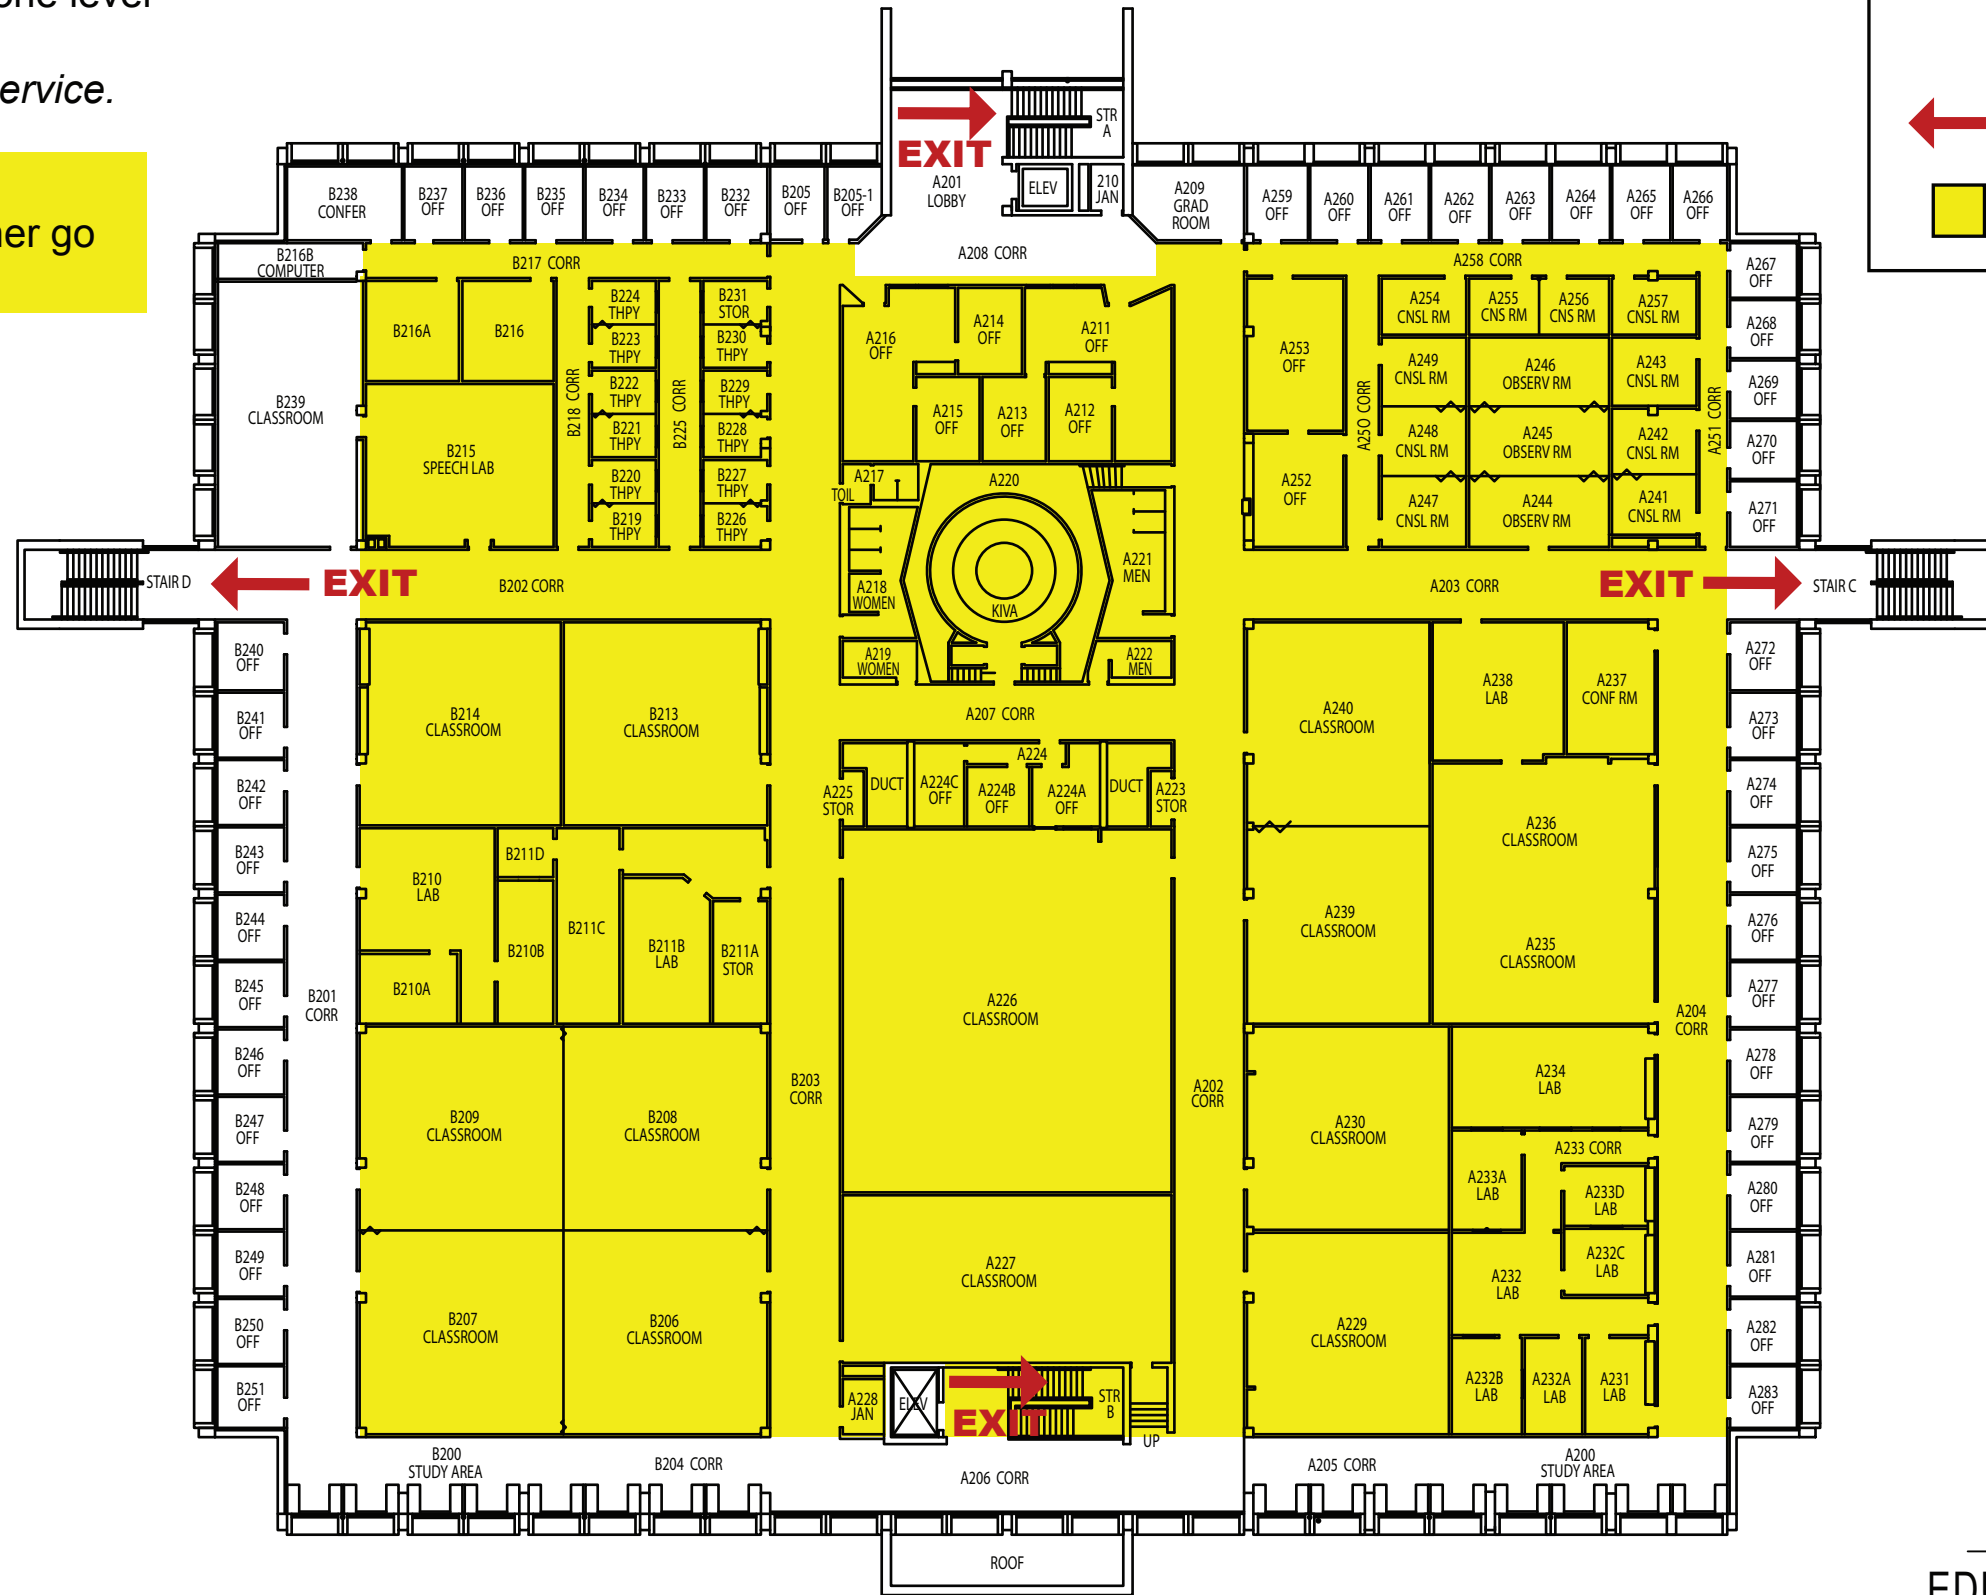 one level
ervice.
er go
EXIT
STR
A
A201
LOBBY
ELEV
210
JAN
A209
GRAD
ROOM
B238
CONFER
B237
OFF
B236
OFF
B235
OFF
B234
OFF
B233
OFF
B232
OFF
B205
OFF
B205-1
OFF
A259
OFF
A260
OFF
A261
OFF
A262
OFF
A263
OFF
A264
OFF
A265
OFF
A266
OFF
B216B
COMPUTER
B217 CORR
A208 CORR
A258 CORR
A267
OFF
B239
CLASSROOM
B216A
B216
B224
THPY
B223
THPY
B222
THPY
B221
THPY
B220
THPY
B219
THPY
B218 CORR
B225 CORR
B231
STOR
B230
THPY
B229
THPY
B228
THPY
B227
THPY
B226
THPY
B215
SPEECH LAB
A216
OFF
A214
OFF
A211
OFF
A215
OFF
A213
OFF
A212
OFF
A217
TOIL
A220
KIVA
A218
WOMEN
A221
MEN
A219
WOMEN
A222
MEN
A253
OFF
A252
OFF
A250 CORR
A254
CNSL RM
A255
CNS RM
A256
CNS RM
A257
CNSL RM
A249
CNSL RM
A246
OBSERV RM
A243
CNSL RM
A248
CNSL RM
A245
OBSERV RM
A242
CNSL RM
A247
CNSL RM
A244
OBSERV RM
A241
CNSL RM
A251 CORR
A268
OFF
A269
OFF
A270
OFF
A271
OFF
STAIR D
EXIT
B202 CORR
A203 CORR
EXIT
STAIR C
B240
OFF
B241
OFF
B242
OFF
B243
OFF
B244
OFF
B245
OFF
B246
OFF
B247
OFF
B248
OFF
B249
OFF
B250
OFF
B251
OFF
B201
CORR
B214
CLASSROOM
B213
CLASSROOM
B210
LAB
B211D
B210B
B211C
B211B
LAB
B211A
STOR
B210A
B209
CLASSROOM
B208
CLASSROOM
B207
CLASSROOM
B206
CLASSROOM
B203
CORR
A207 CORR
A225
STOR
DUCT
A224C
OFF
A224
A224B
OFF
A224A
OFF
DUCT
A223
STOR
A226
CLASSROOM
A227
CLASSROOM
A228
JAN
ELEV
EXIT
STR
B
UP
A202
CORR
A240
CLASSROOM
A238
LAB
A237
CONF RM
A236
CLASSROOM
A239
CLASSROOM
A235
CLASSROOM
A234
LAB
A230
CLASSROOM
A233 CORR
A233A
LAB
A233D
LAB
A232C
LAB
A232
LAB
A229
CLASSROOM
A232B
LAB
A232A
LAB
A231
LAB
A204
CORR
A272
OFF
A273
OFF
A274
OFF
A275
OFF
A276
OFF
A277
OFF
A278
OFF
A279
OFF
A280
OFF
A281
OFF
A282
OFF
A283
OFF
B200
STUDY AREA
B204 CORR
A206 CORR
A205 CORR
A200
STUDY AREA
ROOF